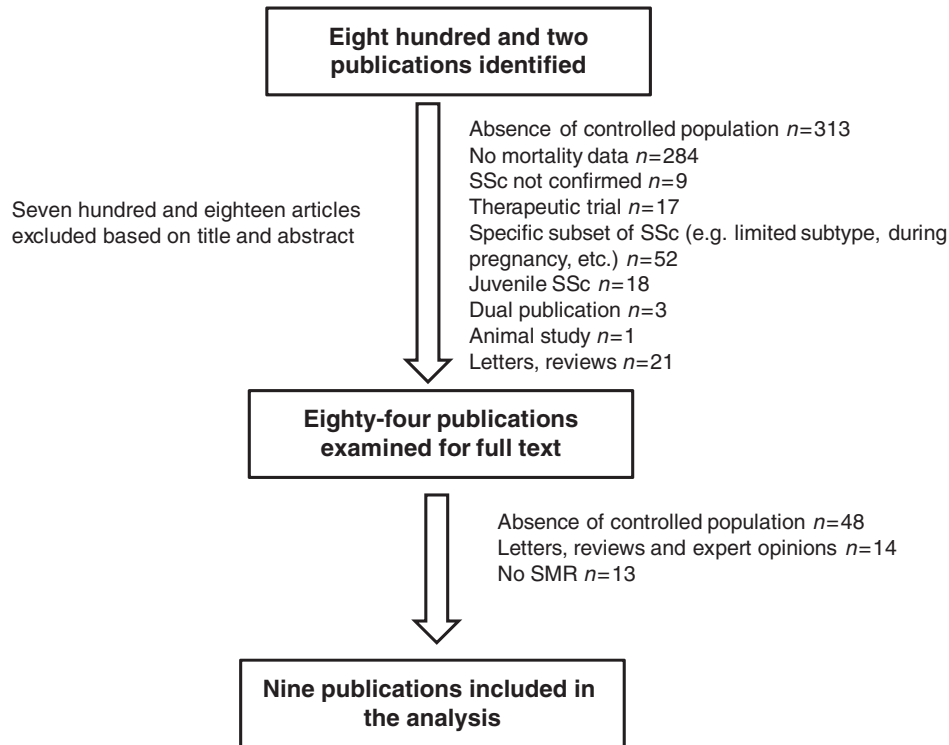 Eight hundred and two
publications identified
Absence of controlled population n=313
No mortality data n=284
SSc not confirmed n=9
Therapeutic trial n=17
Specific subset of SSc (e.g. limited subtype, during
pregnancy, etc.) n=52
Juvenile SSc n=18
Dual publication n=3
Animal study n=1
Letters, reviews n=21
Seven hundred and eighteen articles
excluded based on title and abstract
Eighty-four publications
examined for full text
Absence of controlled population n=48
Letters, reviews and expert opinions n=14
No SMR n=13
Nine publications included in
the analysis